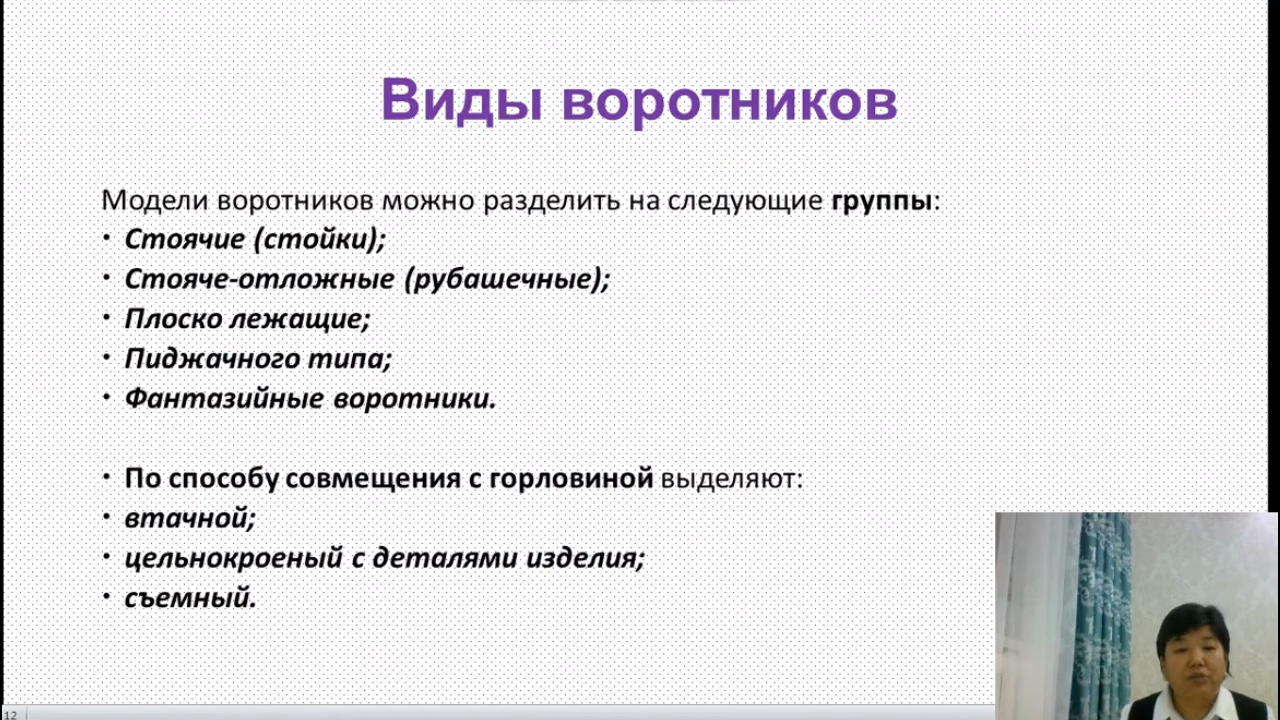 Виды воротников
Модели воротников можно разделить на следующие группы:
• Стоячие (стойки);
• Стояче-отложные (рубашечные);
• Плоско лежащие;
• Пиджачного типа;
• Фантазийные воротники.
• По способу совмещения с горловиной выделяют:
• втачной;
• цельнокроеный с деталями изделия;
• съемный.
12